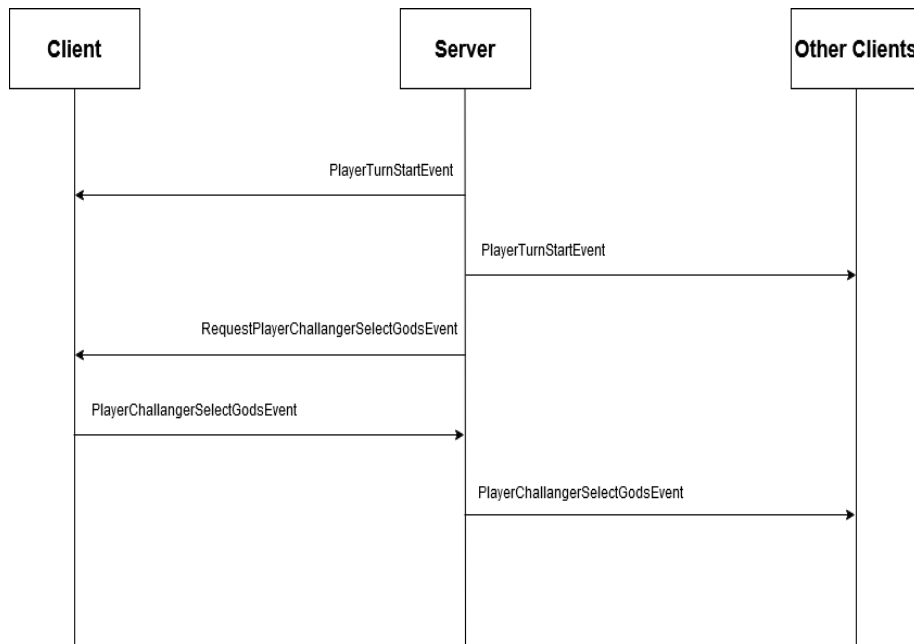 Client
Server
Other Clients
PlayerTurnStartEvent
PlayerTurnStartEvent
RequestPlayerChallangerSelectGodsEvent
PlayerChallangerSelectGodsEvent
PlayerChallangerSelectGodsEvent